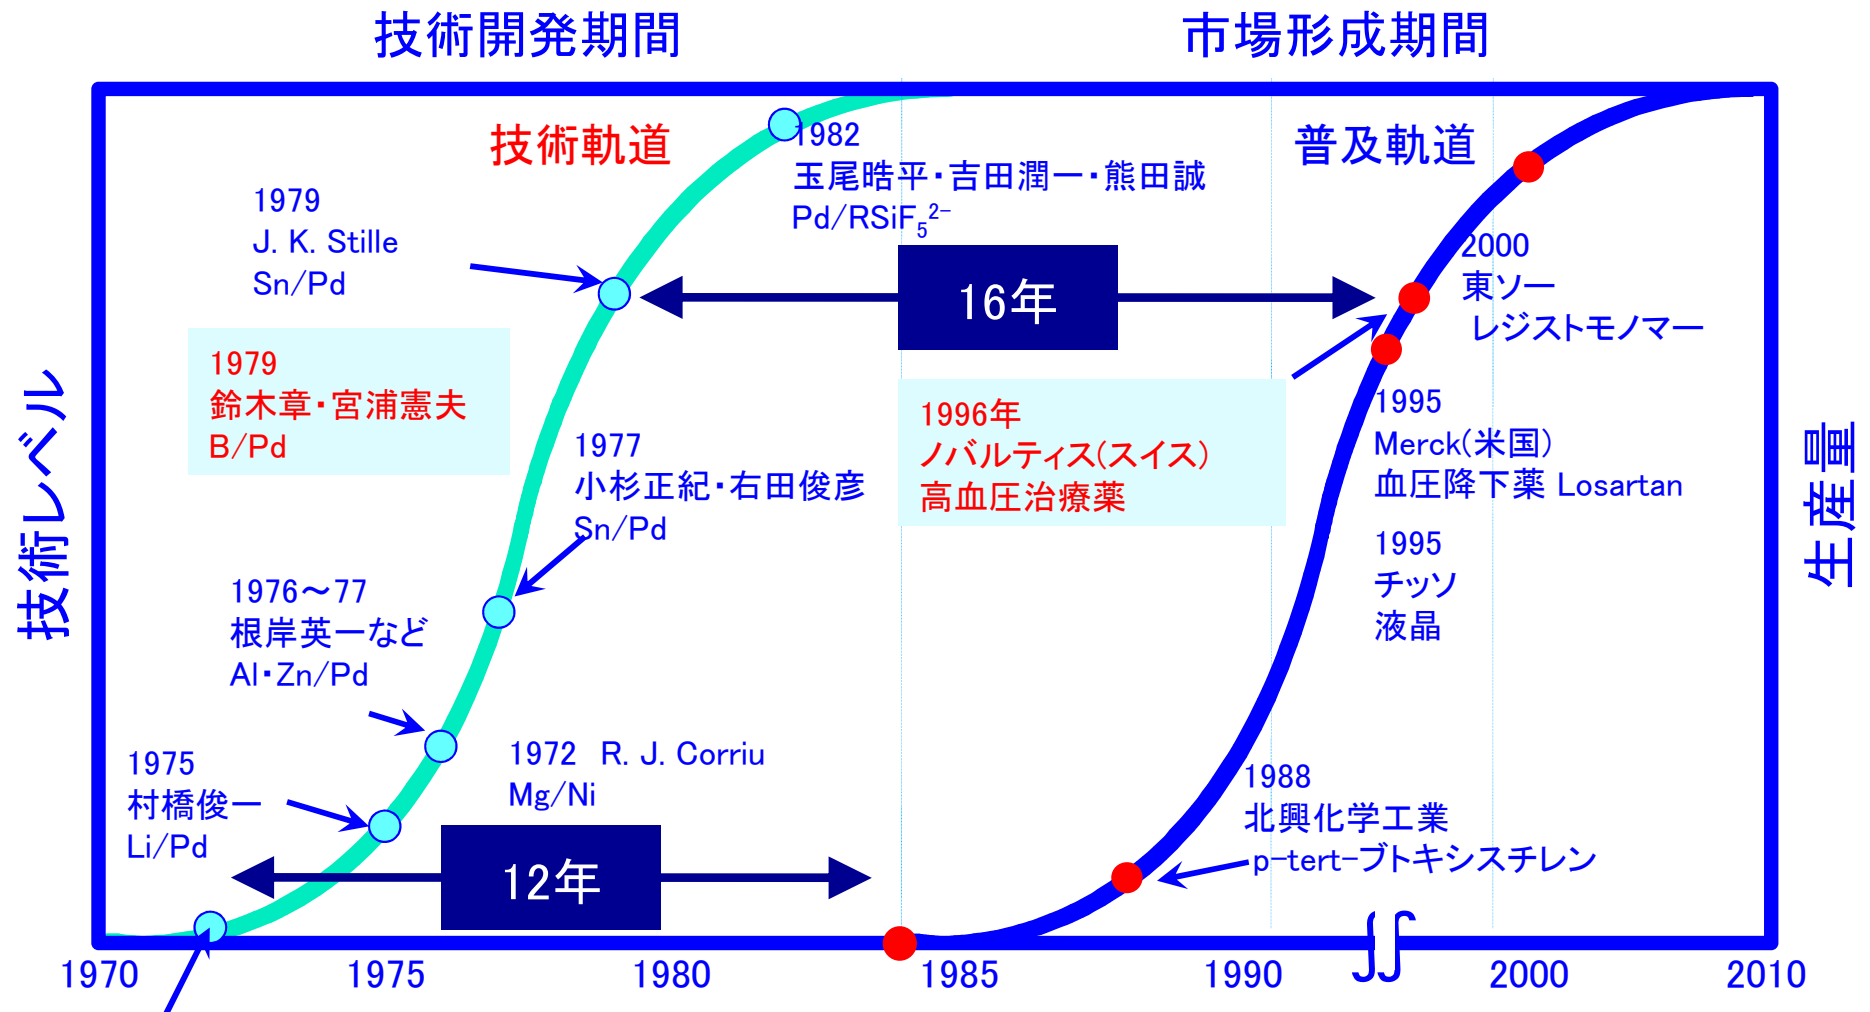 技術開発期間
市場形成期間
技術軌道
普及軌道
1982
玉尾晧平・吉田潤一・熊田誠
Pd/RSiF₅²⁻
1979
J. K. Stille
Sn/Pd
16年
2000
東ソー
レジストモノマー
1979
鈴木章・宮浦憲夫
B/Pd
1977
小杉正紀・右田俊彦
Sn/Pd
1996年
ノバルティス(スイス)
高血圧治療薬
1995
Merck(米国)
血圧降下薬 Losartan
1995
チッソ
液晶
技術レベル
生産量
1976～77
根岸英一など
Al・Zn/Pd
1975
村橋俊一
Li/Pd
1972 R. J. Corriu
Mg/Ni
12年
1988
北興化学工業
p-tert-ブトキシスチレン
1970 1975 1980 1985 1990 2000 2010